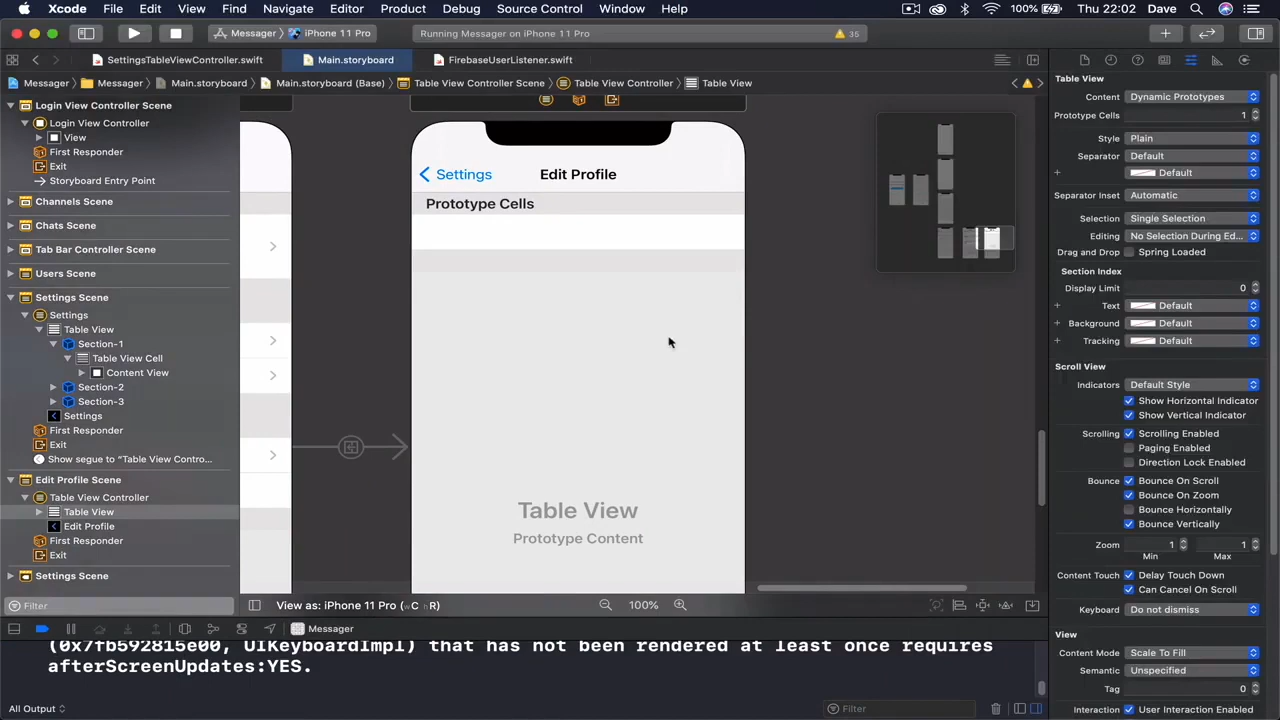 Xcode File Edit View Find Navigate Editor Product Debug Source Control Window Help 100% Thu 22:02 Dave
Messager iPhone 11 Pro Running Messager on iPhone 11 Pro 35
SettingsTableViewController.swift Main.storyboard FirebaseUserListener.swift
Messager Messager Main.storyboard Main.storyboard (Base) Table View Controller Scene Table View Controller Table View
Login View Controller Scene
Login View Controller
View
First Responder
Exit
Storyboard Entry Point
Channels Scene
Chats Scene
Tab Bar Controller Scene
Users Scene
Settings Scene
Settings
Table View
Section-1
Table View Cell
Content View
Section-2
Section-3
Settings
First Responder
Exit
Show segue to “Table View Contro...
Edit Profile Scene
Table View Controller
Table View
Edit Profile
First Responder
Exit
Settings Scene
Filter
Settings Edit Profile
Prototype Cells
Table View
Prototype Content
View as: iPhone 11 Pro (wC hR) 100%
Messager
(0x7fb592815e00, UIKeyboardImpl) that has not been rendered at least once requires
afterScreenUpdates:YES.
All Output Filter
Table View
Content Dynamic Prototypes
Prototype Cells 1
Style Plain
Separator Default
Default
Separator Inset Automatic
Selection Single Selection
Editing No Selection During Ed...
Drag and Drop Spring Loaded
Section Index
Display Limit 0
Text Default
Background Default
Tracking Default
Scroll View
Indicators Default Style
Show Horizontal Indicator
Show Vertical Indicator
Scrolling Scrolling Enabled
Paging Enabled
Direction Lock Enabled
Bounce Bounce On Scroll
Bounce On Zoom
Bounce Horizontally
Bounce Vertically
Zoom 1 1
Min Max
Content Touch Delay Touch Down
Can Cancel On Scroll
Keyboard Do not dismiss
View
Content Mode Scale To Fill
Semantic Unspecified
Tag 0
Interaction User Interaction Enabled